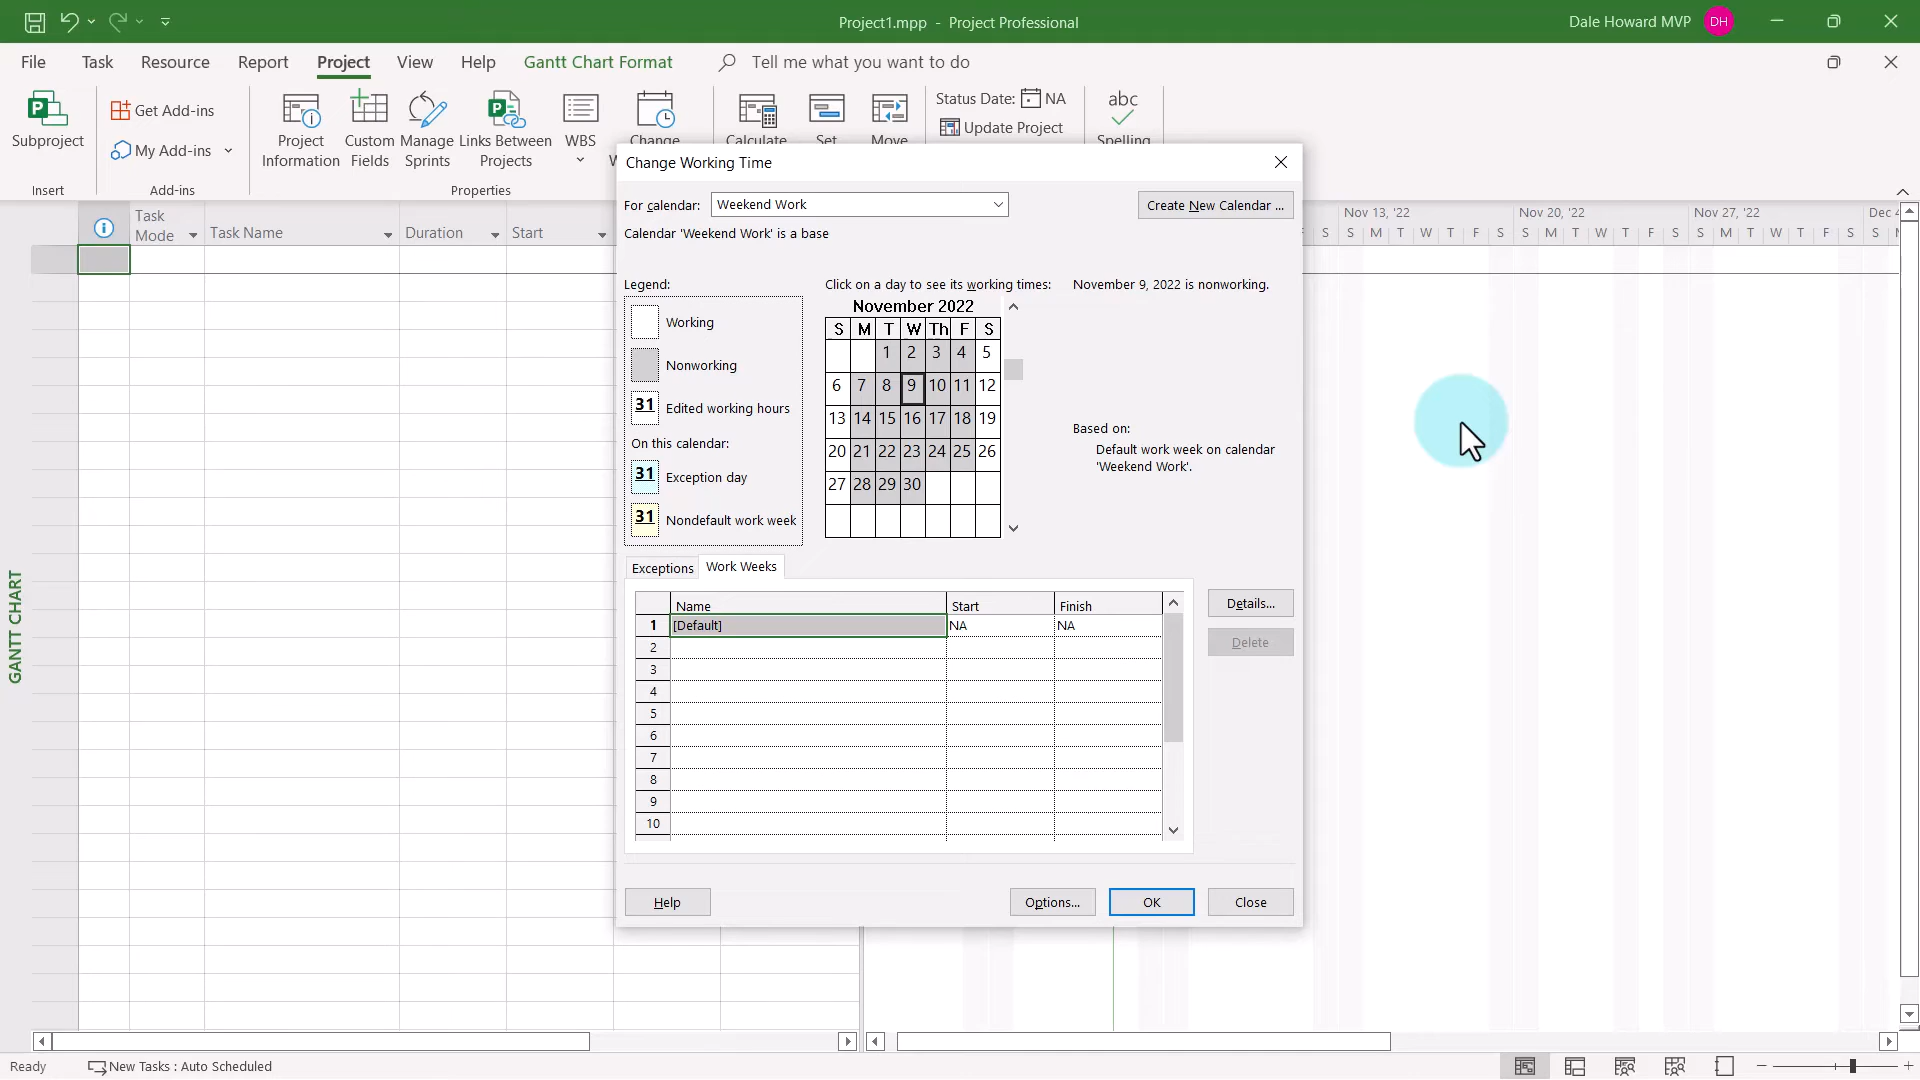 Project1.mpp - Project Professional
Dale Howard MVP
DH
File Task Resource Report Project View Help Gantt Chart Format Tell me what you want to do
Subproject
Get Add-ins
My Add-ins
Project Information
Custom Fields
Manage Sprints
Links Between Projects
WBS
Change
Calculate
Set
Move
Status Date: NA
Update Project
abc
Spelling
Insert
Add-ins
Properties
Change Working Time
For calendar: Weekend Work
Create New Calendar ...
Calendar 'Weekend Work' is a base
Task Mode
Task Name
Duration
Start
Nov 13, '22
Nov 20, '22
Nov 27, '22
Dec 4
S S M T W T F S S M T W T F S S M T W T F S S
Legend:
Working
Nonworking
31 Edited working hours
On this calendar:
31 Exception day
31 Nondefault work week
Click on a day to see its working times:
November 2022
S M T W Th F S
1 2 3 4 5
6 7 8 9 10 11 12
13 14 15 16 17 18 19
20 21 22 23 24 25 26
27 28 29 30
November 9, 2022 is nonworking.
Based on:
Default work week on calendar
'Weekend Work'.
Exceptions Work Weeks
Name Start Finish
1 [Default] NA NA
2
3
4
5
6
7
8
9
10
Details...
Delete
Help
Options...
OK
Close
GANTT CHART
Ready
New Tasks : Auto Scheduled